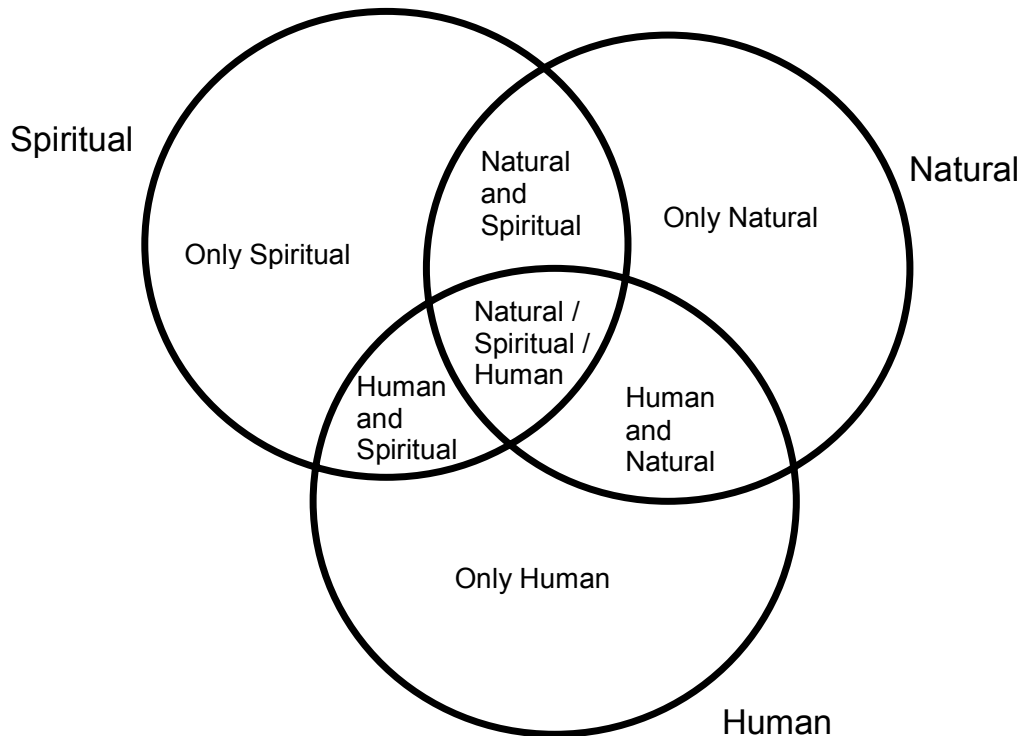 Spiritual
Natural
Natural
and
Spiritual
Only Natural
Only Spiritual
Natural /
Spiritual /
Human
Human
and
Spiritual
Human
and
Natural
Only Human
Human